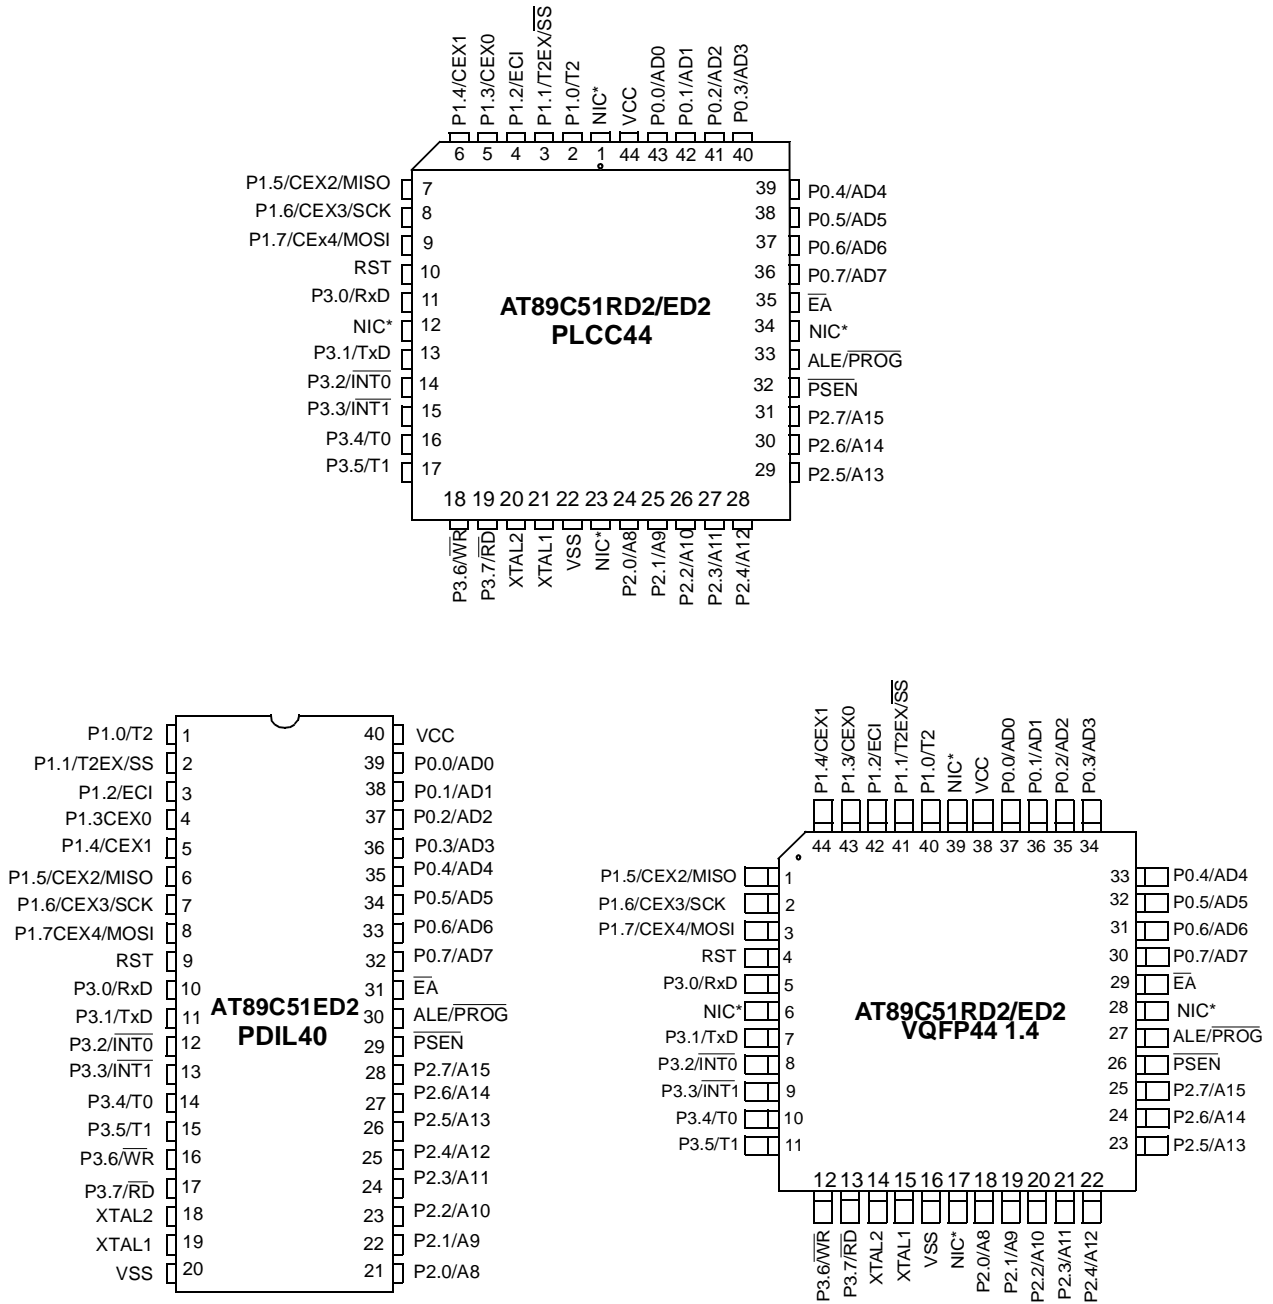 P1.4/CEX1
P1.3/CEX0
P1.2/ECI
P1.1/T2EX/S̅S̅
P1.0/T2
NIC*
VCC
P0.0/AD0
P0.1/AD1
P0.2/AD2
P0.3/AD3
6 5 4 3 2 1 44 43 42 41 40
P1.5/CEX2/MISO 7
P1.6/CEX3/SCK 8
P1.7/CEx4/MOSI 9
RST 10
P3.0/RxD 11
NIC* 12
P3.1/TxD 13
P3.2/I̅N̅T̅0̅ 14
P3.3/I̅N̅T̅1̅ 15
P3.4/T0 16
P3.5/T1 17
AT89C51RD2/ED2
PLCC44
39 P0.4/AD4
38 P0.5/AD5
37 P0.6/AD6
36 P0.7/AD7
35 E̅A̅
34 NIC*
33 ALE/P̅R̅O̅G̅
32 P̅S̅E̅N̅
31 P2.7/A15
30 P2.6/A14
29 P2.5/A13
18 19 20 21 22 23 24 25 26 27 28
P3.6/W̅R̅
P3.7/R̅D̅
XTAL2
XTAL1
VSS
NIC*
P2.0/A8
P2.1/A9
P2.2/A10
P2.3/A11
P2.4/A12
P1.0/T2 1
P1.1/T2EX/SS 2
P1.2/ECI 3
P1.3CEX0 4
P1.4/CEX1 5
P1.5/CEX2/MISO 6
P1.6/CEX3/SCK 7
P1.7CEX4/MOSI 8
RST 9
P3.0/RxD 10
P3.1/TxD 11
P3.2/I̅N̅T̅0̅ 12
P3.3/I̅N̅T̅1̅ 13
P3.4/T0 14
P3.5/T1 15
P3.6/W̅R̅ 16
P3.7/R̅D̅ 17
XTAL2 18
XTAL1 19
VSS 20
AT89C51ED2
PDIL40
40 VCC
39 P0.0/AD0
38 P0.1/AD1
37 P0.2/AD2
36 P0.3/AD3
35 P0.4/AD4
34 P0.5/AD5
33 P0.6/AD6
32 P0.7/AD7
31 E̅A̅
30 ALE/P̅R̅O̅G̅
29 P̅S̅E̅N̅
28 P2.7/A15
27 P2.6/A14
26 P2.5/A13
25 P2.4/A12
24 P2.3/A11
23 P2.2/A10
22 P2.1/A9
21 P2.0/A8
P1.4/CEX1
P1.3/CEX0
P1.2/ECI
P1.1/T2EX/S̅S̅
P1.0/T2
NIC*
VCC
P0.0/AD0
P0.1/AD1
P0.2/AD2
P0.3/AD3
44 43 42 41 40 39 38 37 36 35 34
P1.5/CEX2/MISO 1
P1.6/CEX3/SCK 2
P1.7/CEX4/MOSI 3
RST 4
P3.0/RxD 5
NIC* 6
P3.1/TxD 7
P3.2/I̅N̅T̅0̅ 8
P3.3/I̅N̅T̅1̅ 9
P3.4/T0 10
P3.5/T1 11
AT89C51RD2/ED2
VQFP44 1.4
33 P0.4/AD4
32 P0.5/AD5
31 P0.6/AD6
30 P0.7/AD7
29 E̅A̅
28 NIC*
27 ALE/P̅R̅O̅G̅
26 P̅S̅E̅N̅
25 P2.7/A15
24 P2.6/A14
23 P2.5/A13
12 13 14 15 16 17 18 19 20 21 22
P3.6/W̅R̅
P3.7/R̅D̅
XTAL2
XTAL1
VSS
NIC*
P2.0/A8
P2.1/A9
P2.2/A10
P2.3/A11
P2.4/A12